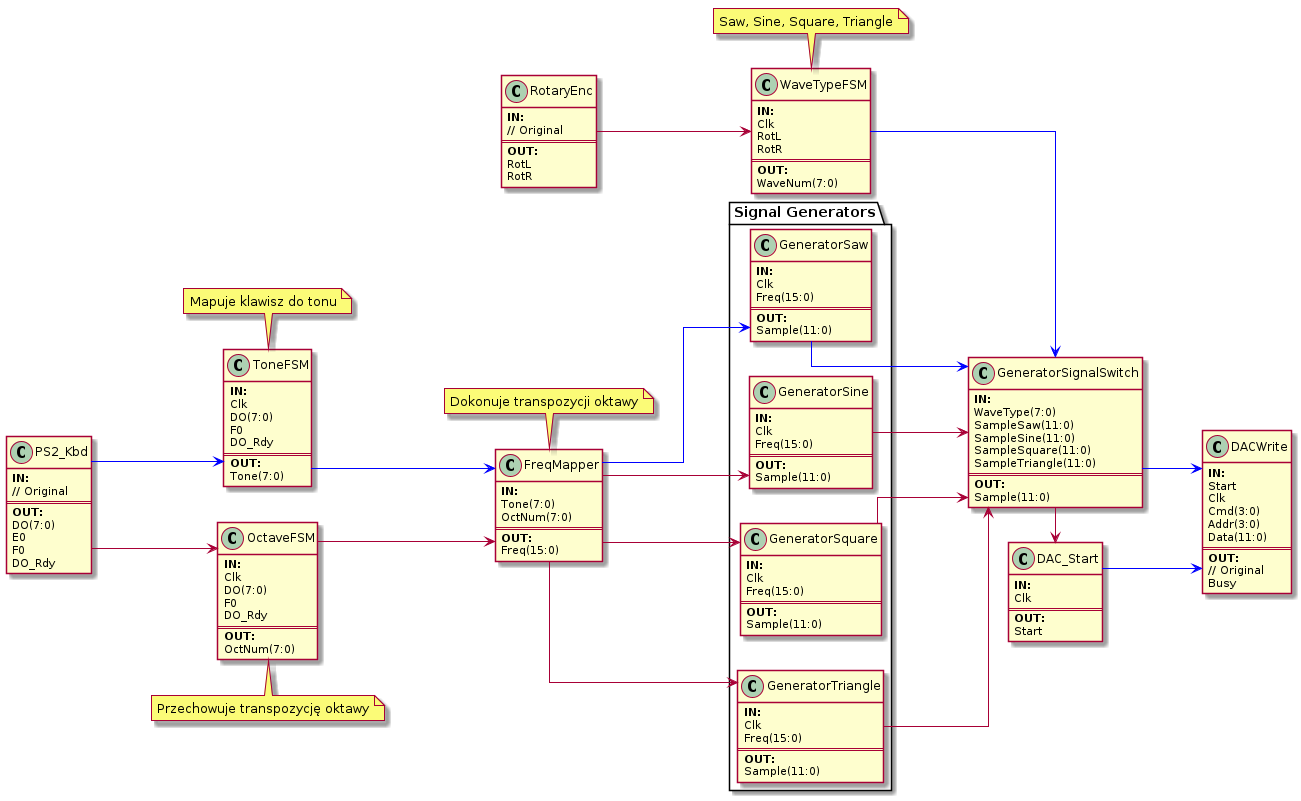 Saw, Sine, Square, Triangle
C RotaryEnc
IN:
// Original
OUT:
RotL
RotR
C WaveTypeFSM
IN:
Clk
RotL
RotR
OUT:
WaveNum(7:0)
Signal Generators
C GeneratorSaw
IN:
Clk
Freq(15:0)
OUT:
Sample(11:0)
Mapuje klawisz do tonu
C ToneFSM
IN:
Clk
DO(7:0)
F0
DO_Rdy
OUT:
Tone(7:0)
C PS2_Kbd
IN:
// Original
OUT:
DO(7:0)
E0
F0
DO_Rdy
C OctaveFSM
IN:
Clk
DO(7:0)
F0
DO_Rdy
OUT:
OctNum(7:0)
Przechowuje transpozycję oktawy
Dokonuje transpozycji oktawy
C FreqMapper
IN:
Tone(7:0)
OctNum(7:0)
OUT:
Freq(15:0)
C GeneratorSine
IN:
Clk
Freq(15:0)
OUT:
Sample(11:0)
C GeneratorSquare
IN:
Clk
Freq(15:0)
OUT:
Sample(11:0)
C GeneratorTriangle
IN:
Clk
Freq(15:0)
OUT:
Sample(11:0)
C GeneratorSignalSwitch
IN:
WaveType(7:0)
SampleSaw(11:0)
SampleSine(11:0)
SampleSquare(11:0)
SampleTriangle(11:0)
OUT:
Sample(11:0)
C DAC_Start
IN:
Clk
OUT:
Start
C DACWrite
IN:
Start
Clk
Cmd(3:0)
Addr(3:0)
Data(11:0)
OUT:
// Original
Busy